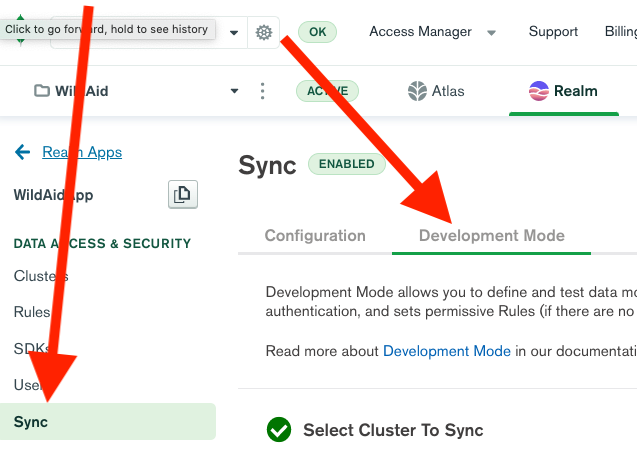 Click to go forward, hold to see history
OK
Access Manager
Support
Billing
WildAid
ACTIVE
Atlas
Realm
Realm Apps
WildAidApp
DATA ACCESS & SECURITY
Clusters
Rules
SDKs
Users
Sync
Sync
ENABLED
Configuration
Development Mode
Development Mode allows you to define and test data mo
authentication, and sets permissive Rules (if there are no
Read more about Development Mode in our documentati
Select Cluster To Sync